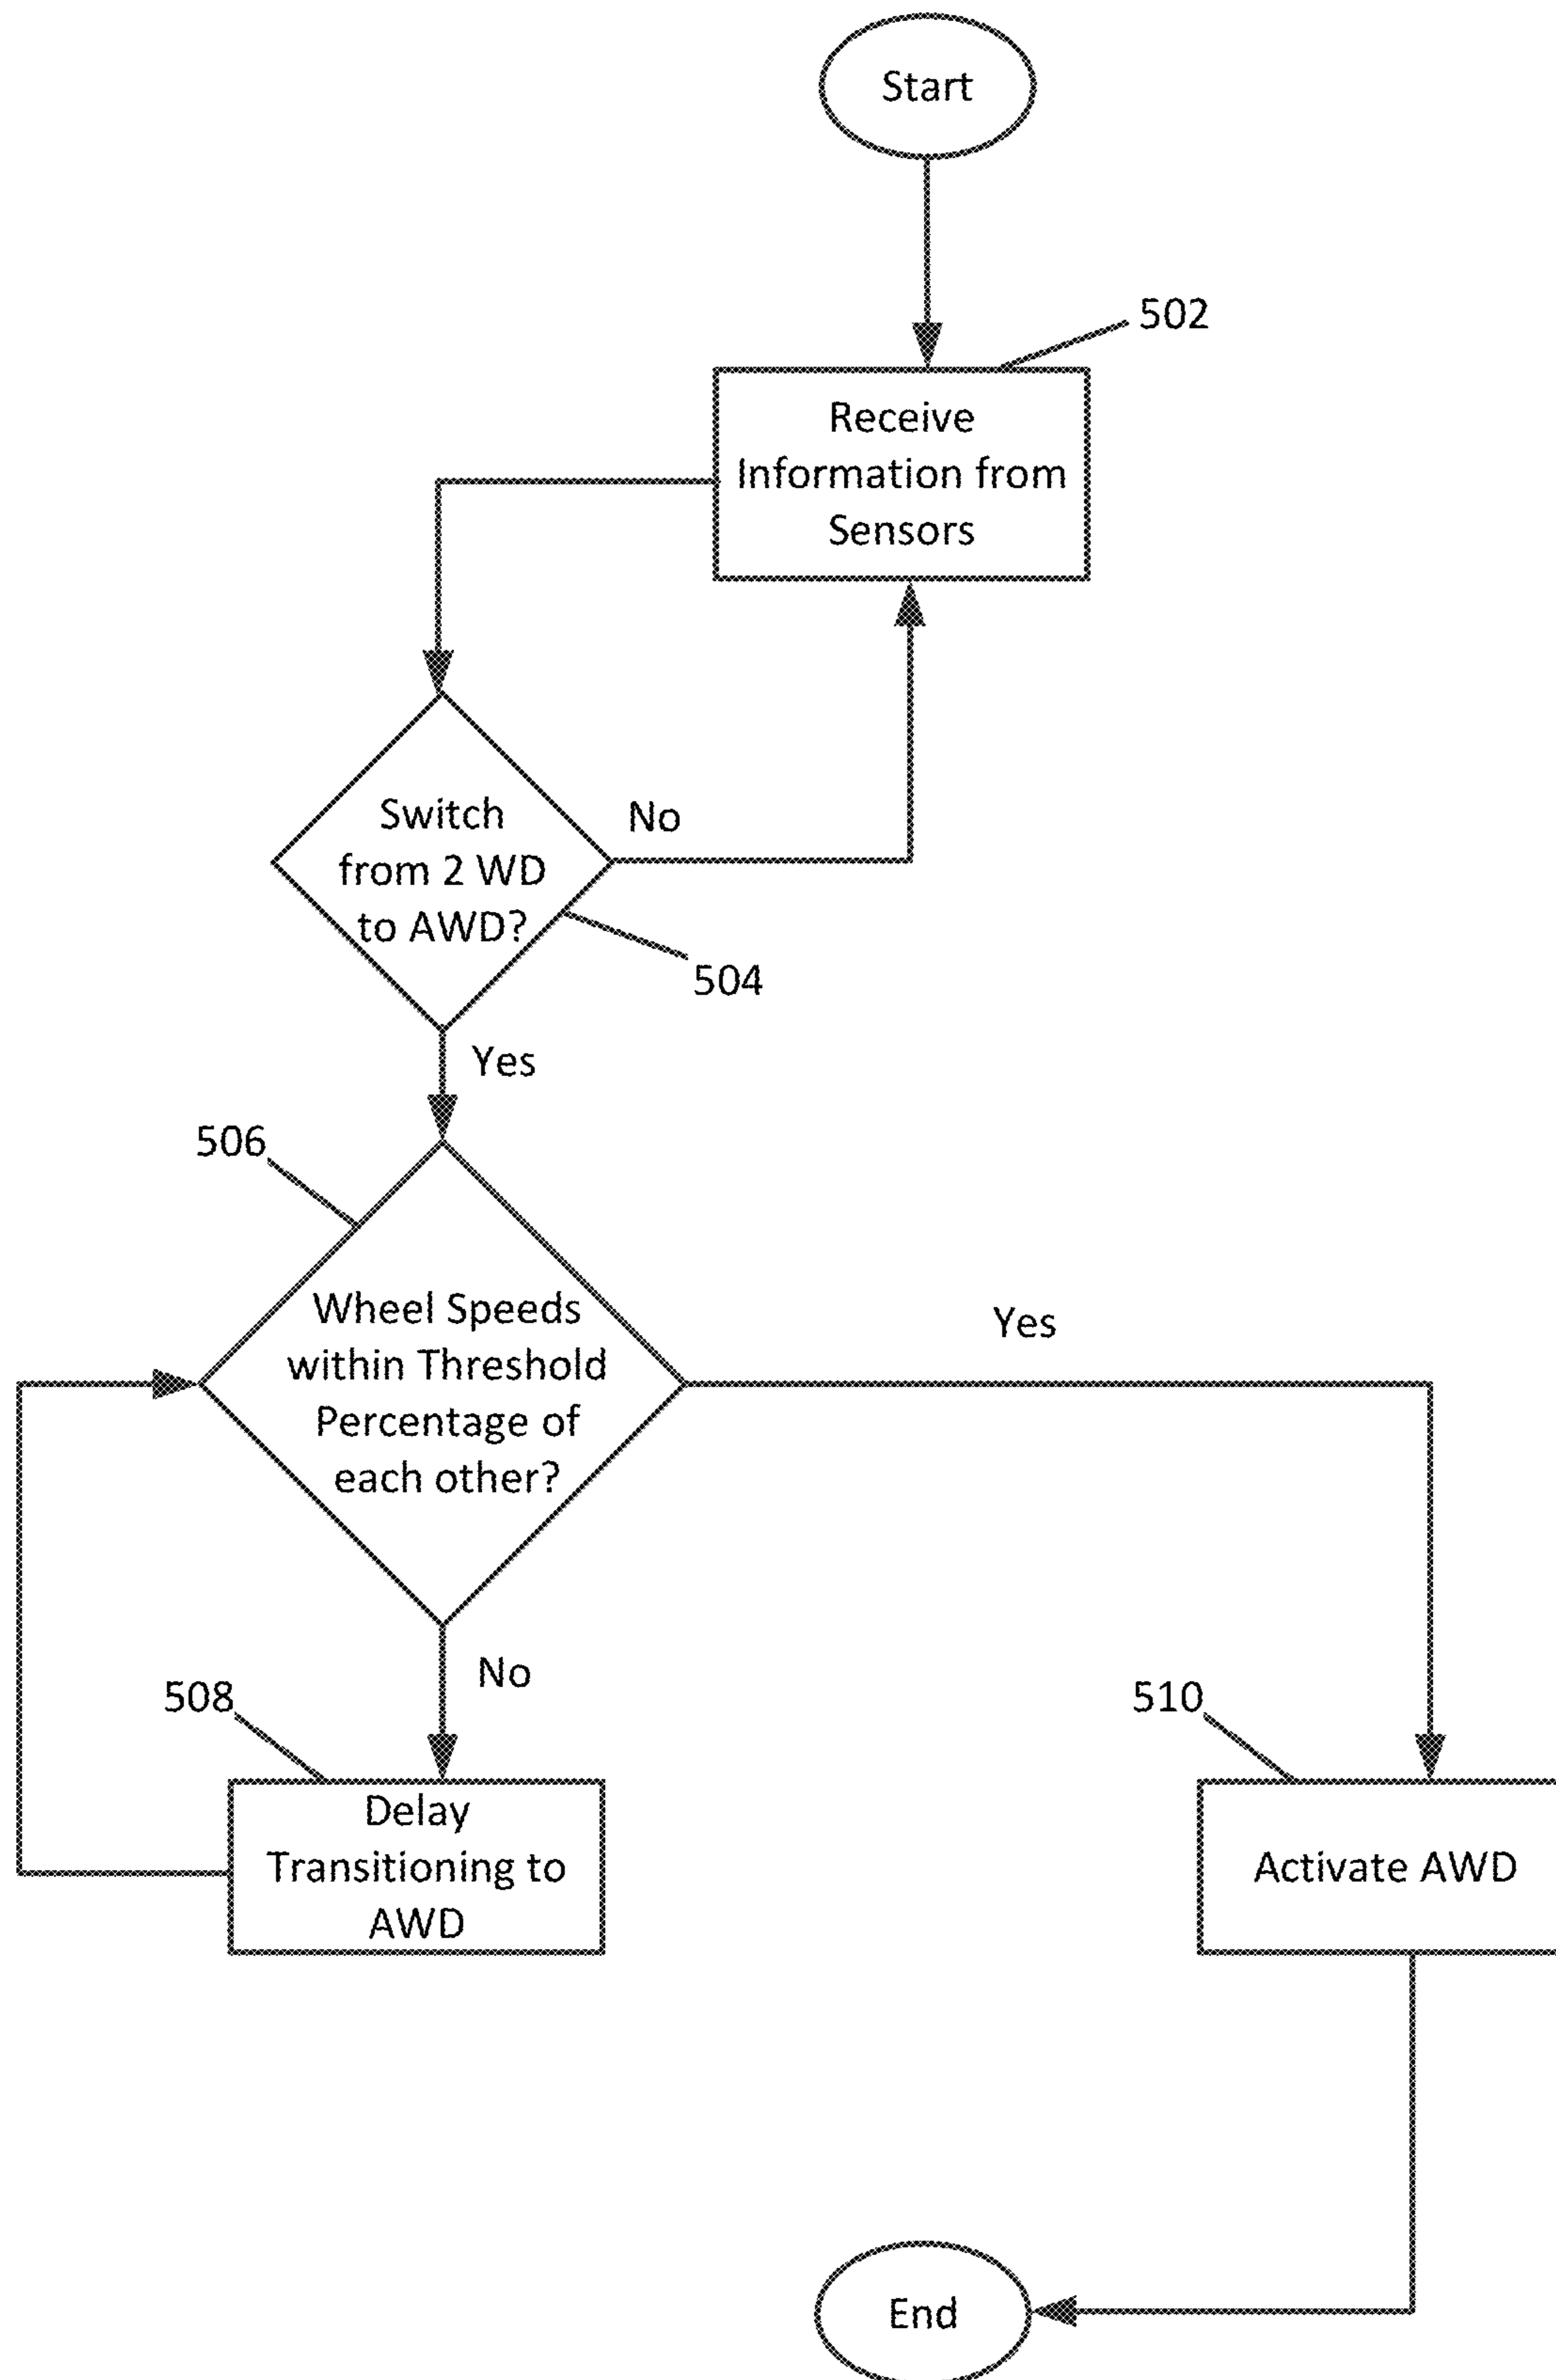 Start
502
Receive
Information from
Sensors
Switch
from 2 WD
to AWD?
No
504
Yes
506
Wheel Speeds
within Threshold
Percentage of
each other?
Yes
No
508
Delay
Transitioning to
AWD
510
Activate AWD
End